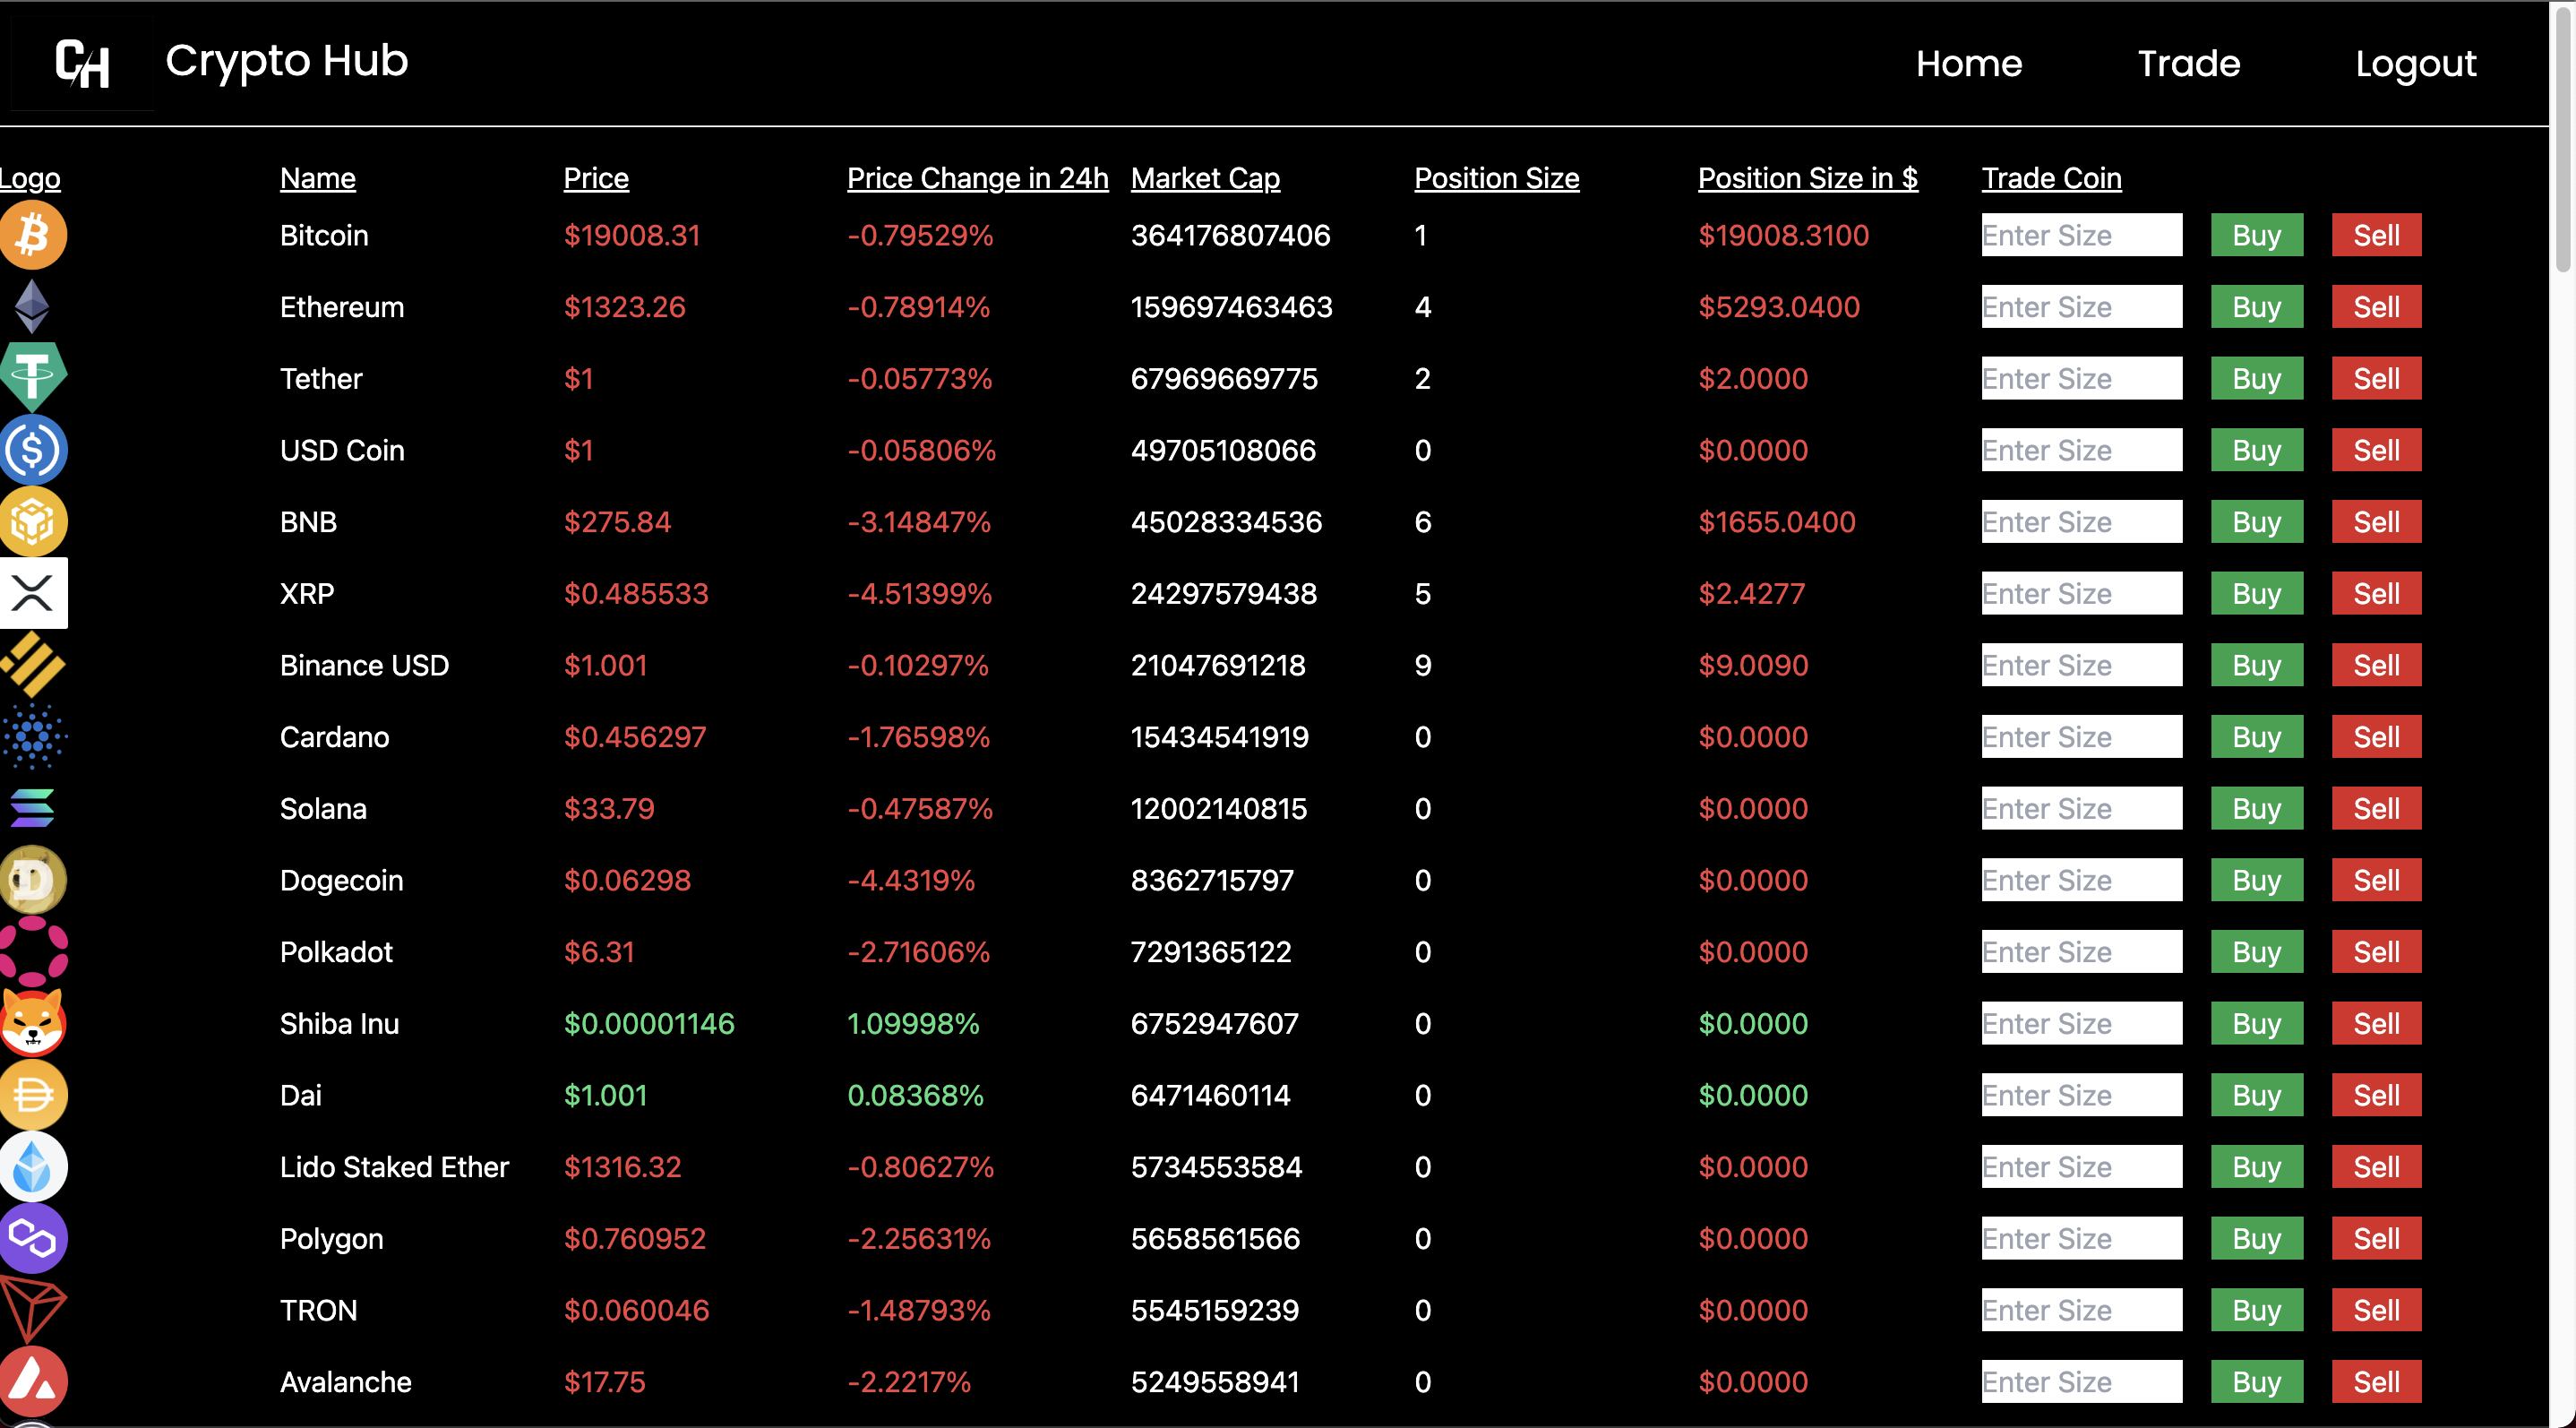 CH Crypto Hub Home Trade Logout
Logo Name Price Price Change in 24h Market Cap Position Size Position Size in $ Trade Coin
Bitcoin $19008.31 -0.79529% 364176807406 1 $19008.3100 Enter Size Buy Sell
Ethereum $1323.26 -0.78914% 159697463463 4 $5293.0400 Enter Size Buy Sell
Tether $1 -0.05773% 67969669775 2 $2.0000 Enter Size Buy Sell
USD Coin $1 -0.05806% 49705108066 0 $0.0000 Enter Size Buy Sell
BNB $275.84 -3.14847% 45028334536 6 $1655.0400 Enter Size Buy Sell
XRP $0.485533 -4.51399% 24297579438 5 $2.4277 Enter Size Buy Sell
Binance USD $1.001 -0.10297% 21047691218 9 $9.0090 Enter Size Buy Sell
Cardano $0.456297 -1.76598% 15434541919 0 $0.0000 Enter Size Buy Sell
Solana $33.79 -0.47587% 12002140815 0 $0.0000 Enter Size Buy Sell
Dogecoin $0.06298 -4.4319% 8362715797 0 $0.0000 Enter Size Buy Sell
Polkadot $6.31 -2.71606% 7291365122 0 $0.0000 Enter Size Buy Sell
Shiba Inu $0.00001146 1.09998% 6752947607 0 $0.0000 Enter Size Buy Sell
Dai $1.001 0.08368% 6471460114 0 $0.0000 Enter Size Buy Sell
Lido Staked Ether $1316.32 -0.80627% 5734553584 0 $0.0000 Enter Size Buy Sell
Polygon $0.760952 -2.25631% 5658561566 0 $0.0000 Enter Size Buy Sell
TRON $0.060046 -1.48793% 5545159239 0 $0.0000 Enter Size Buy Sell
Avalanche $17.75 -2.2217% 5249558941 0 $0.0000 Enter Size Buy Sell